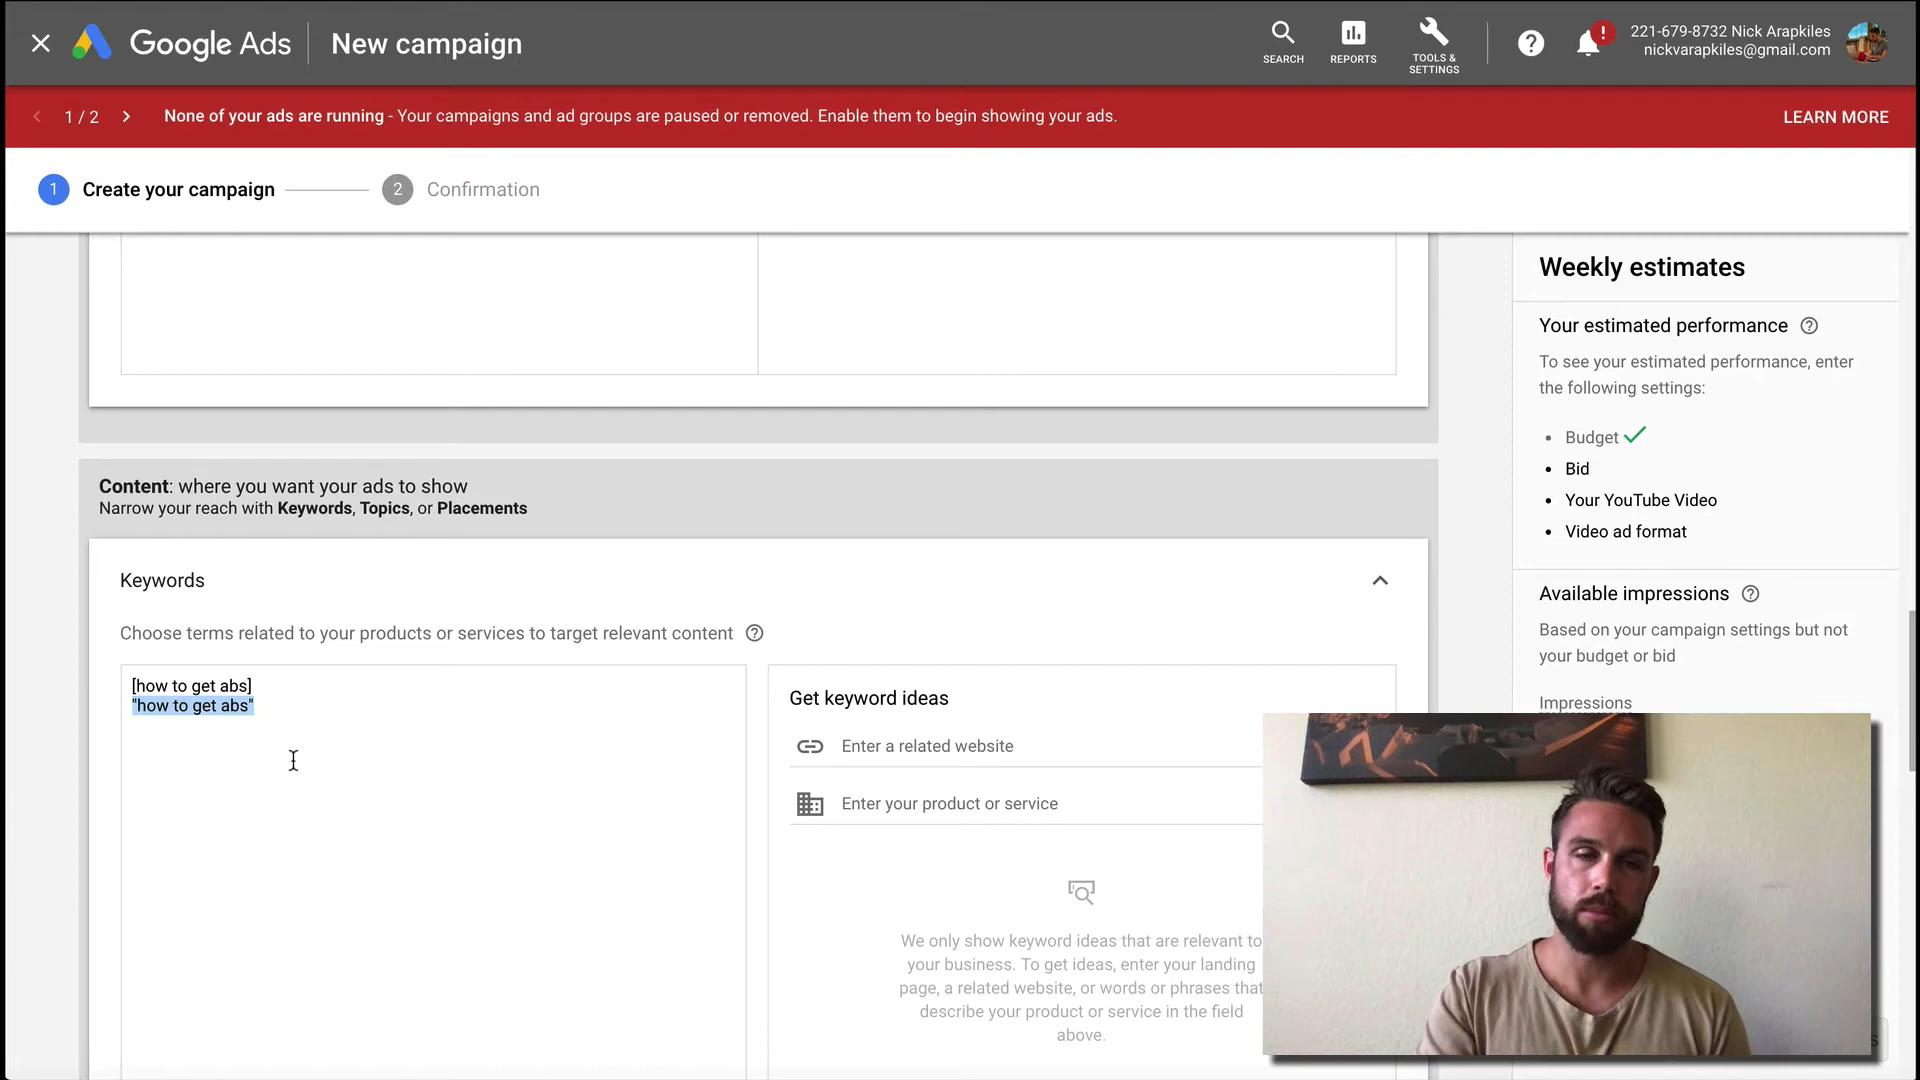 Google Ads
New campaign
SEARCH
REPORTS
TOOLS &
SETTINGS
221-679-8732 Nick Arapkiles
nickvarapkiles@gmail.com
1 / 2
None of your ads are running - Your campaigns and ad groups are paused or removed. Enable them to begin showing your ads.
LEARN MORE
1
Create your campaign
2
Confirmation
Content: where you want your ads to show
Narrow your reach with Keywords, Topics, or Placements
Keywords
Choose terms related to your products or services to target relevant content
[how to get abs]
"how to get abs"
Get keyword ideas
Enter a related website
Enter your product or service
We only show keyword ideas that are relevant to
your business. To get ideas, enter your landing
page, a related website, or words or phrases that
describe your product or service in the field
above.
Weekly estimates
Your estimated performance
To see your estimated performance, enter
the following settings:
• Budget
• Bid
• Your YouTube Video
• Video ad format
Available impressions
Based on your campaign settings but not
your budget or bid
Impressions